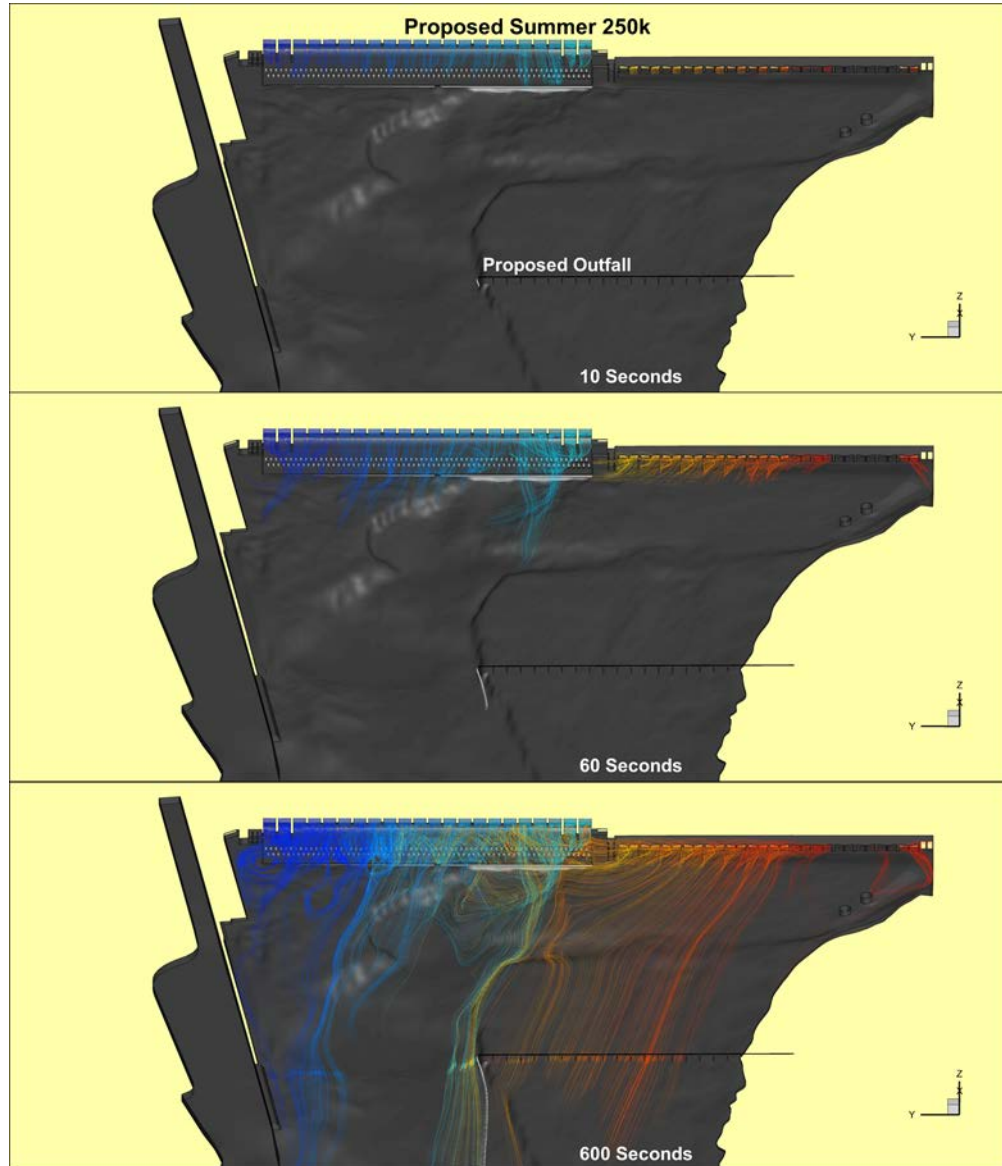 Proposed Summer 250k
Proposed Outfall
Z
X
Y
10 Seconds
Z
X
Y
60 Seconds
Z
X
Y
600 Seconds